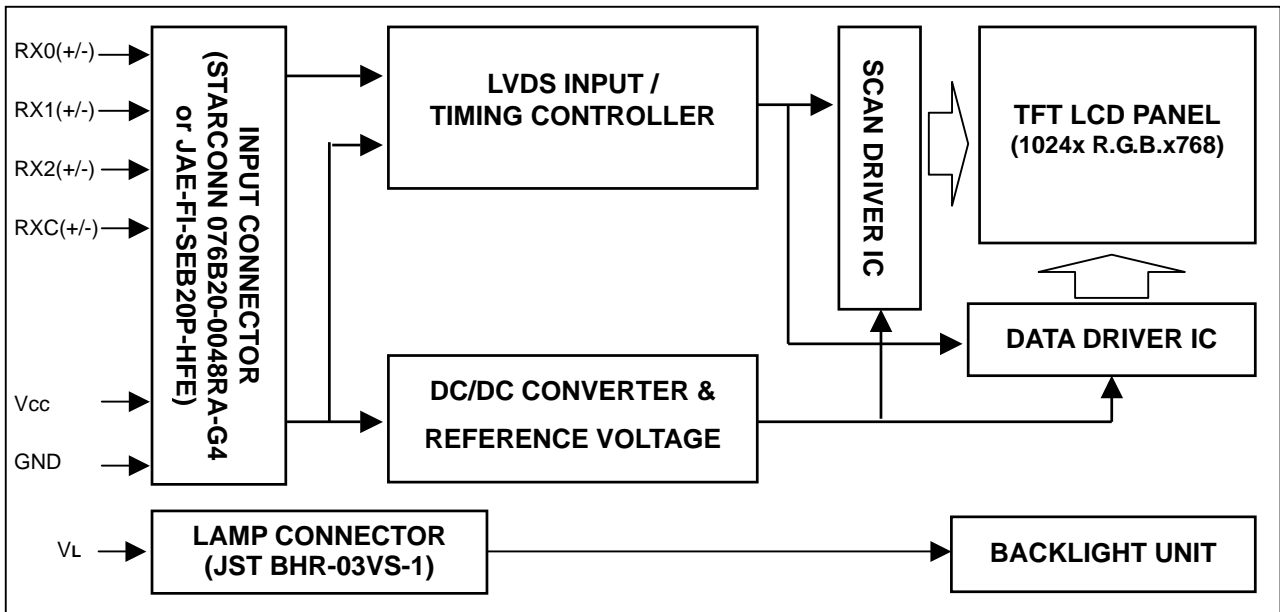 RX0(+/-)
RX1(+/-)
RX2(+/-)
RXC(+/-)
Vcc
GND
VL
INPUT CONNECTOR
(STARCONN 076B20-0048RA-G4
or JAE-FI-SEB20P-HFE)
LVDS INPUT /
TIMING CONTROLLER
SCAN DRIVER IC
TFT LCD PANEL
(1024x R.G.B.x768)
DATA DRIVER IC
DC/DC CONVERTER &
REFERENCE VOLTAGE
LAMP CONNECTOR
(JST BHR-03VS-1)
BACKLIGHT UNIT